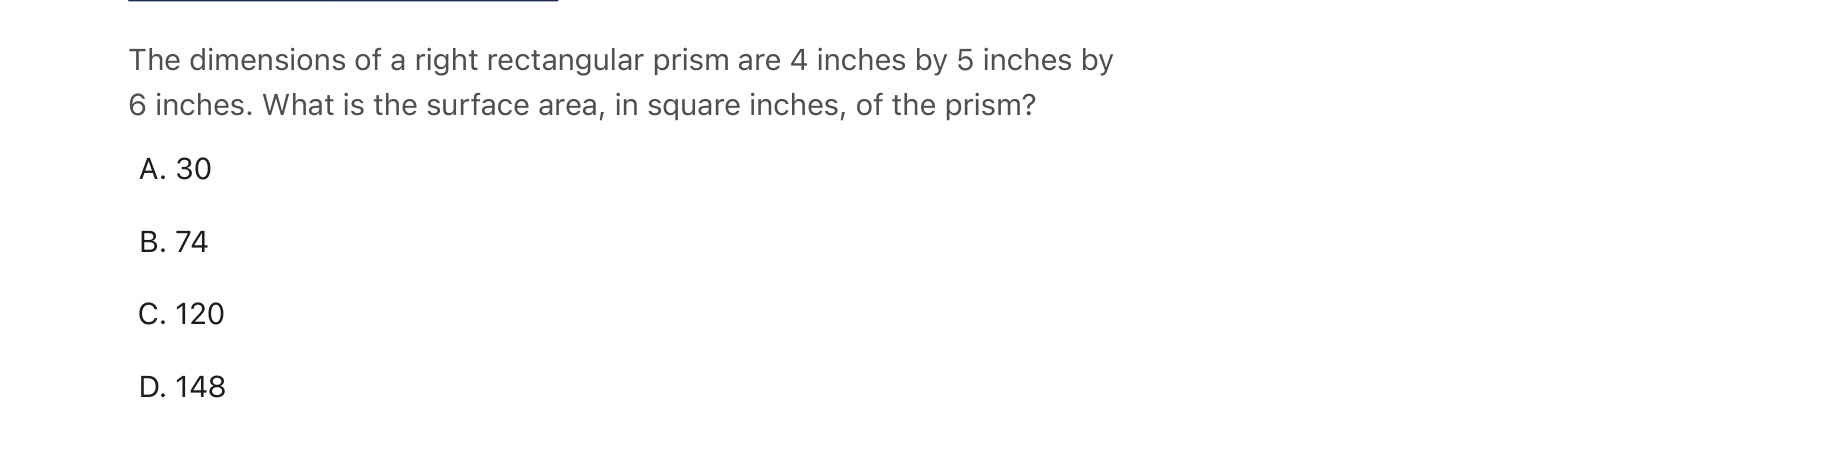 The dimensions of a right rectangular prism are 4 inches by 5 inches by
6 inches. What is the surface area, in square inches, of the prism?
A. 30
B. 74
C. 120
D. 148